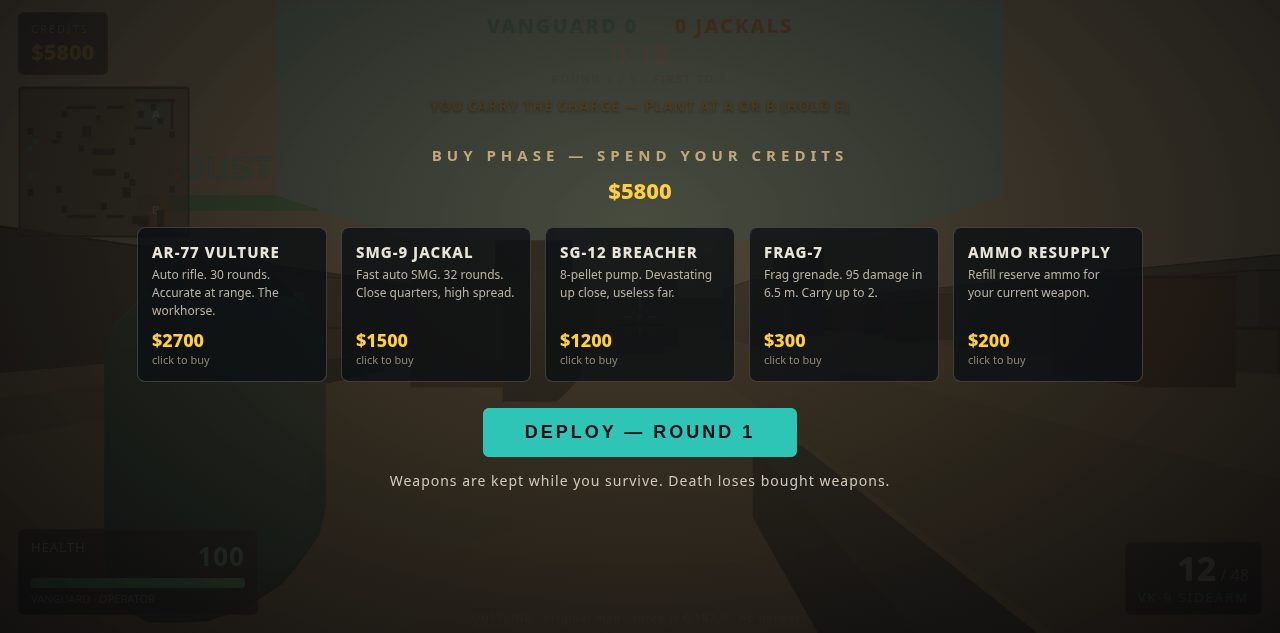 CREDITS
$5800
VANGUARD 0 0 JACKALS
YOU CARRY THE CHARGE — PLANT AT A OR B (HOLD E)
BUY PHASE — SPEND YOUR CREDITS
$5800
DUST
AR-77 VULTURE
Auto rifle. 30 rounds.
Accurate at range. The
workhorse.
$2700
click to buy
SMG-9 JACKAL
Fast auto SMG. 32 rounds.
Close quarters, high spread.
$1500
click to buy
SG-12 BREACHER
8-pellet pump. Devastating
up close, useless far.
$1200
click to buy
FRAG-7
Frag grenade. 95 damage in
6.5 m. Carry up to 2.
$300
click to buy
AMMO RESUPPLY
Refill reserve ammo for
your current weapon.
$200
click to buy
DEPLOY — ROUND 1
Weapons are kept while you survive. Death loses bought weapons.
HEALTH
100
VANGUARD · OPERATOR
12 / 48
VK-9 SIDEARM